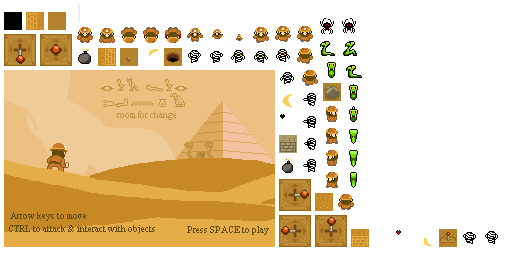 room for change
Arrow keys to move
CTRL to attack & interact with objects
Press SPACE to play